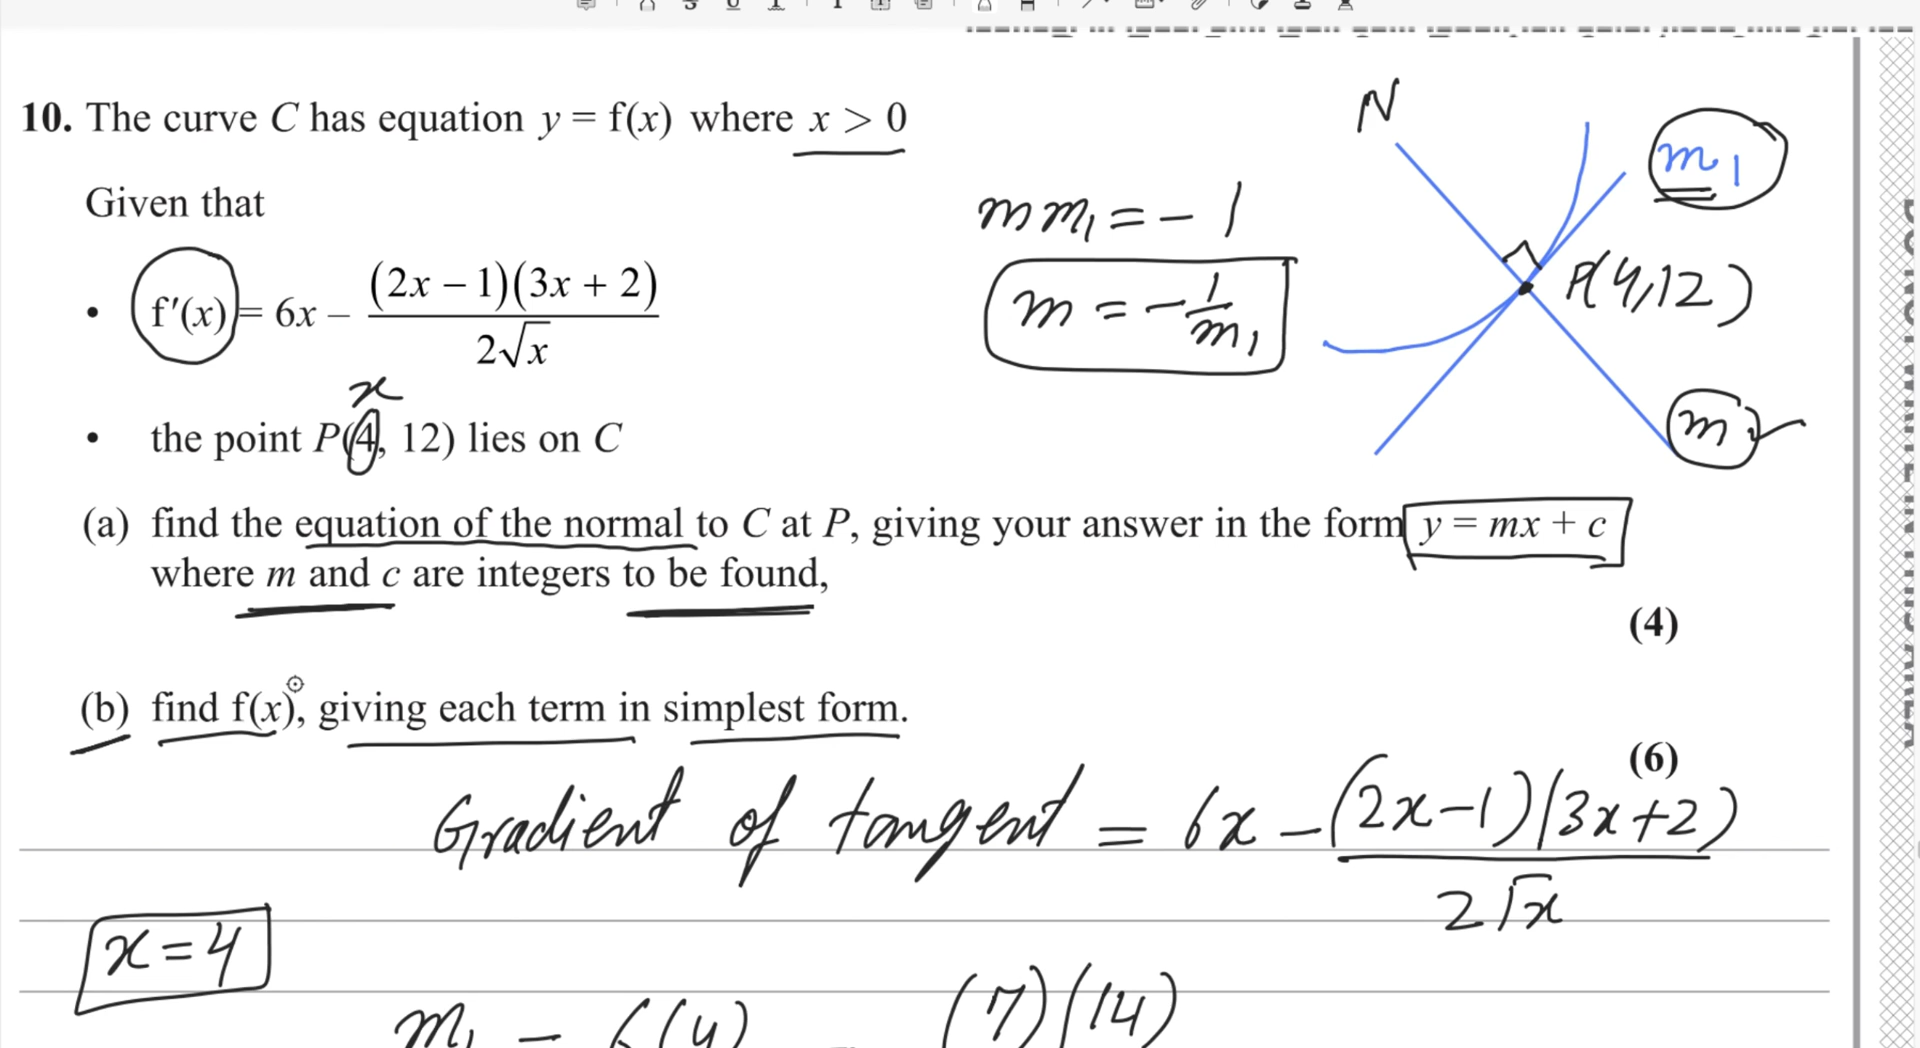 10. The curve C has equation y = f(x) where x > 0
Given that
• f′(x) = 6x − (2x − 1)(3x + 2) / 2√x
x
• the point P(4, 12) lies on C
N
m₁
mm₁ = −1
m = −1/m₁
P(4,12)
m
(a) find the equation of the normal to C at P, giving your answer in the form y = mx + c
where m and c are integers to be found,
(4)
(b) find f(x), giving each term in simplest form.
(6)
Gradient of tangent = 6x − (2x−1)(3x+2) / 2√x
x = 4
m₁ = 6(4) − (7)(14)